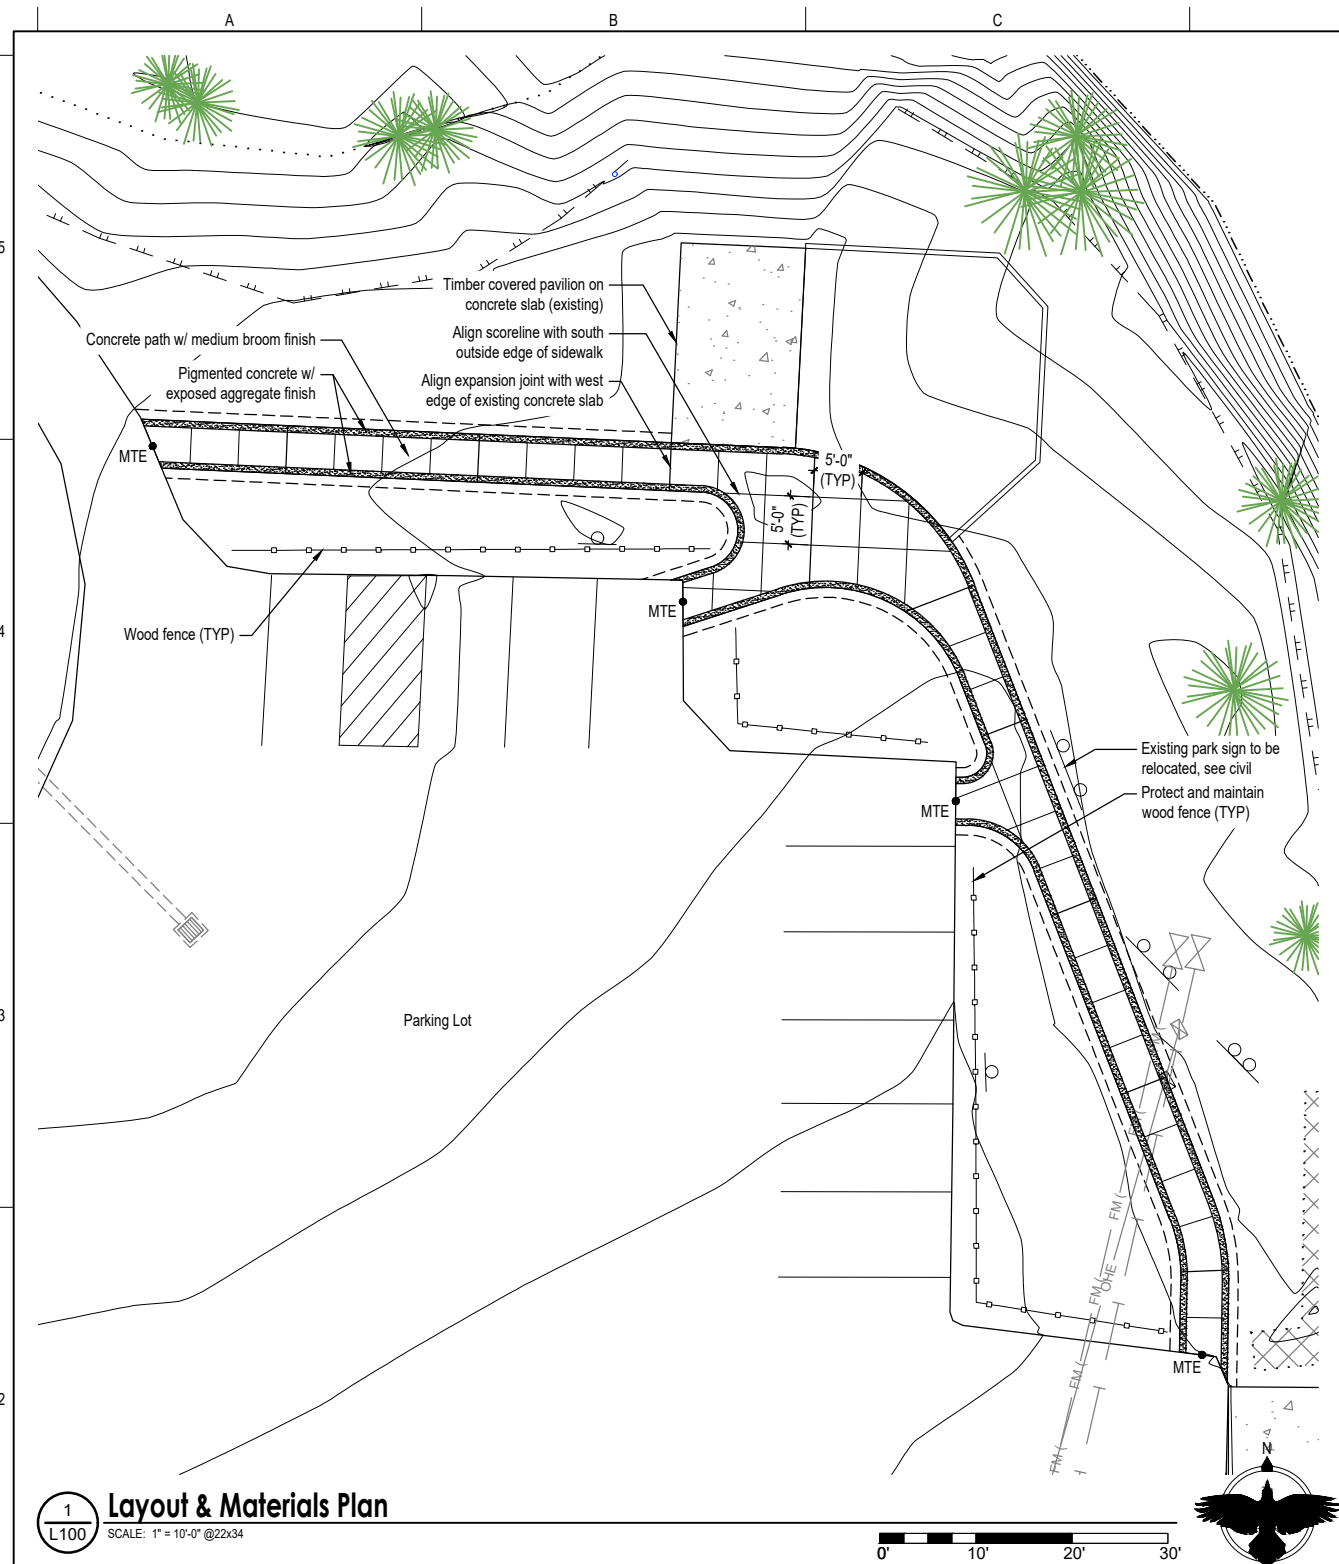 A
B
C
5
4
3
2
Timber covered pavilion on
concrete slab (existing)
Align scoreline with south
outside edge of sidewalk
Align expansion joint with west
edge of existing concrete slab
Concrete path w/ medium broom finish
Pigmented concrete w/
exposed aggregate finish
MTE
5'-0"
(TYP)
5'-0"
(TYP)
MTE
Wood fence (TYP)
Existing park sign to be
relocated, see civil
Protect and maintain
wood fence (TYP)
MTE
Parking Lot
FM (
FM (
OHE
FM (
FM (
MTE
N
1
L100
Layout & Materials Plan
SCALE: 1" = 10'-0" @22x34
0'
10'
20'
30'